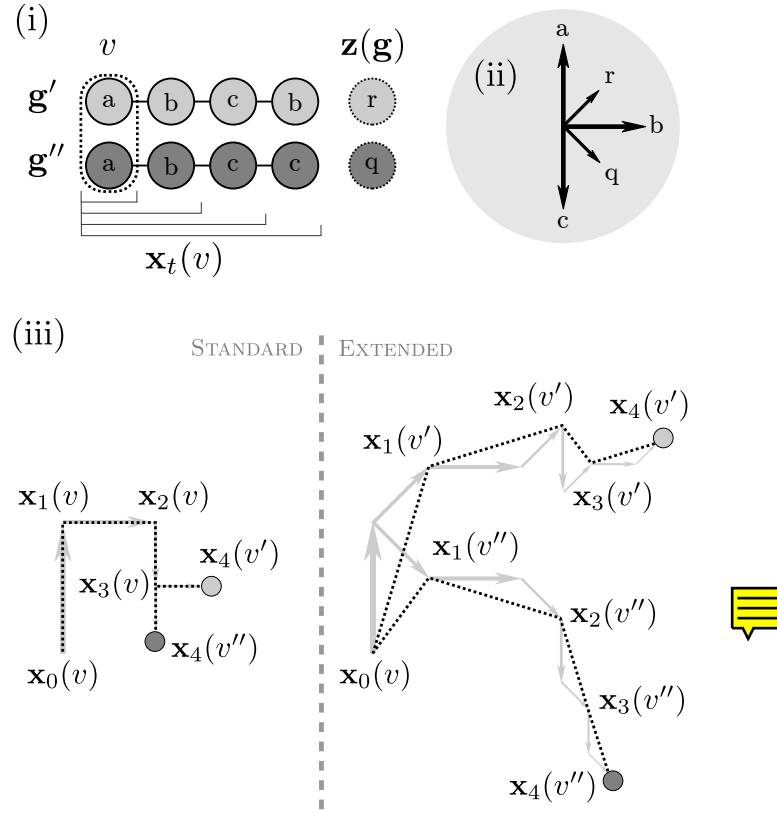 (i)
v z(g)
g′ a b c b r
g″ a b c c q
x_t(v)
(ii)
a
r
b
q
c
(iii)
STANDARD EXTENDED
x_1(v) x_2(v)
x_4(v′)
x_3(v)
x_4(v″)
x_0(v)
x_2(v′) x_4(v′)
x_1(v′)
x_3(v′)
x_1(v″)
x_2(v″)
x_0(v)
x_3(v″)
x_4(v″)